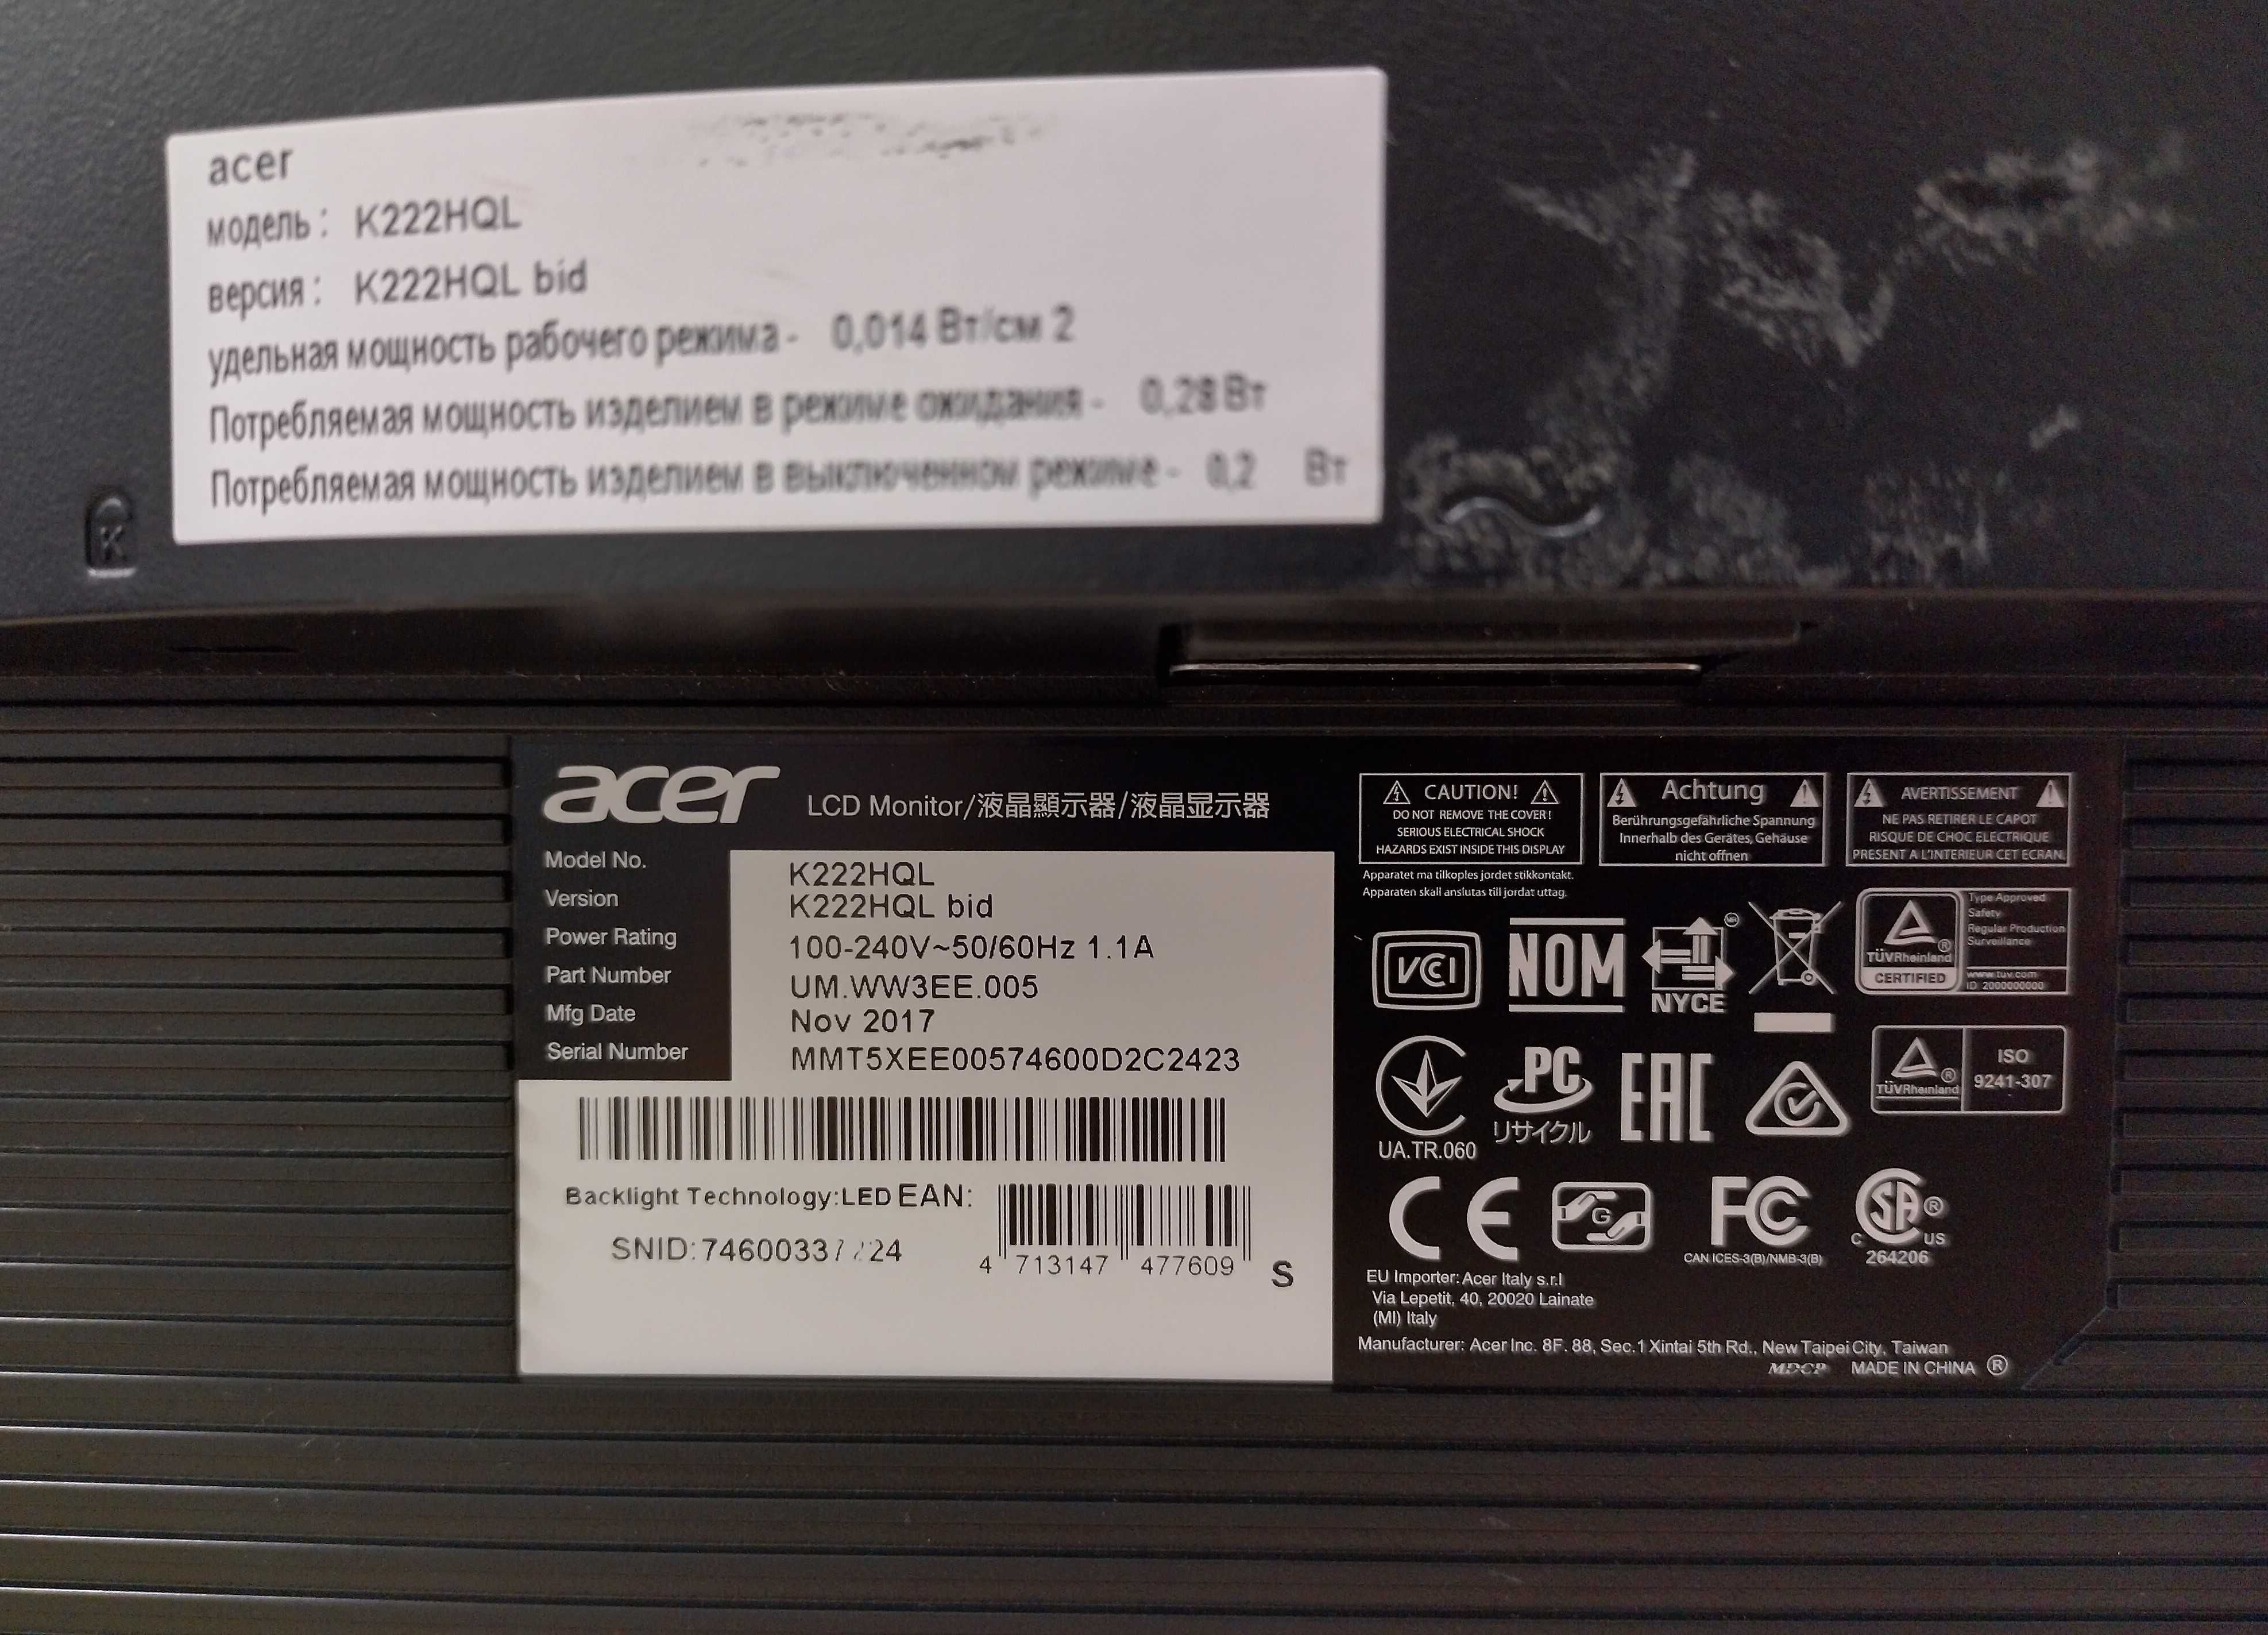 acer
модель : K222HQL
версия : K222HQL bid
удельная мощность рабочего режима - 0,014 Вт/см 2
Потребляемая мощность изделием в режиме ожидания - 0,28 Вт
Потребляемая мощность изделием в выключенном режиме - 0,2 Вт
K
acer LCD Monitor/液晶顯示器/液晶显示器
Model No. K222HQL
Version K222HQL bid
Power Rating 100-240V~50/60Hz 1.1A
Part Number UM.WW3EE.005
Mfg Date Nov 2017
Serial Number MMT5XEE00574600D2C2423
Backlight Technology:LED EAN:
SNID:
4 713147 477609
S
CAUTION!
DO NOT REMOVE THE COVER!
SERIOUS ELECTRICAL SHOCK
HAZARDS EXIST INSIDE THIS DISPLAY
Achtung
Berührungsgefährliche Spannung
Innerhalb des Gerätes, Gehäuse
nicht offnen
AVERTISSEMENT
NE PAS RETIRER LE CAPOT
RISQUE DE CHOC ELECTRIQUE
PRESENT A L'INTERIEUR CET ECRAN.
Apparatet ma tilkoples jordet stikkontakt.
Apparaten skall anslutas till jordat uttag.
VCCI
NOM
NYCE
MR
TÜVRheinland ®
CERTIFIED
Type Approved
Safety
Regular Production
Surveillance
www.tuv.com
ID 2000000000
UA.TR.060
PC
リサイクル
EAC
TÜVRheinland ®
ISO
9241-307
CE
G
FC
CAN ICES-3(B)/NMB-3(B)
C SA ® US
264206
EU Importer: Acer Italy s.r.l
Via Lepetit, 40, 20020 Lainate
(MI) Italy
Manufacturer: Acer Inc. 8F. 88, Sec.1 Xintai 5th Rd., New Taipei City, Taiwan
MDCP MADE IN CHINA ®